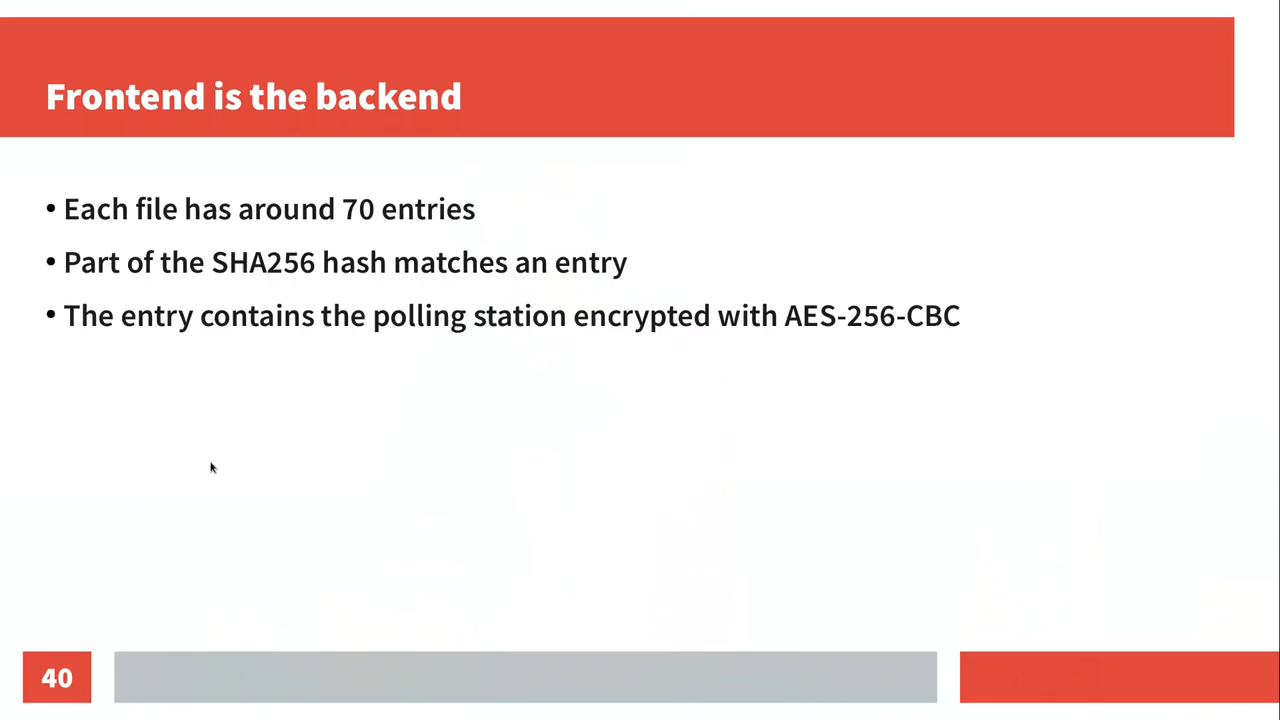 Frontend is the backend
• Each file has around 70 entries
• Part of the SHA256 hash matches an entry
• The entry contains the polling station encrypted with AES-256-CBC
40